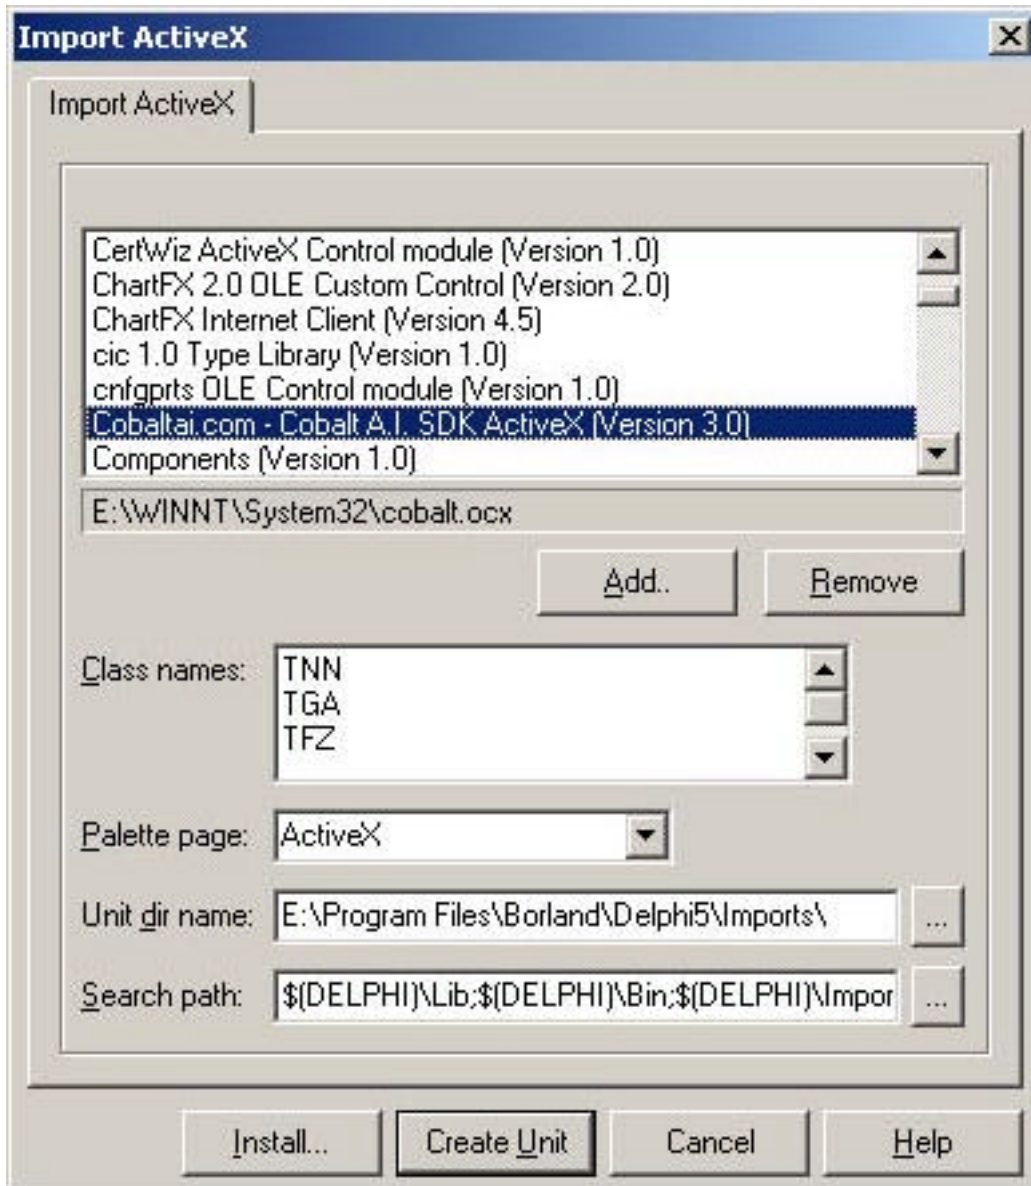 Import ActiveX
Import ActiveX
CertWiz ActiveX Control module (Version 1.0)
ChartFX 2.0 OLE Custom Control (Version 2.0)
ChartFX Internet Client (Version 4.5)
cic 1.0 Type Library (Version 1.0)
cnfgprts OLE Control module (Version 1.0)
Cobaltai.com - Cobalt A.I. SDK ActiveX (Version 3.0)
Components (Version 1.0)
E:\WINNT\System32\cobalt.ocx
Add.. Remove
Class names: TNN
TGA
TFZ
Palette page: ActiveX
Unit dir name: E:\Program Files\Borland\Delphi5\Imports\ ...
Search path: $(DELPHI)\Lib;$(DELPHI)\Bin;$(DELPHI)\Impor ...
Install... Create Unit Cancel Help